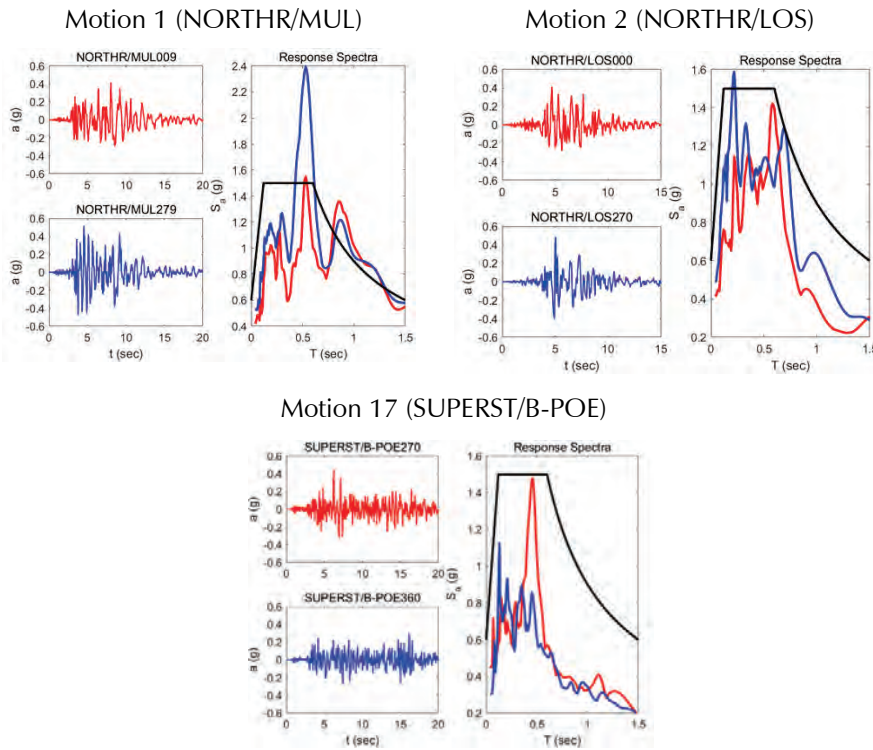 Motion 1 (NORTHR/MUL)
NORTHR/MUL009
0.6
0.4
0.2
0
-0.2
-0.4
-0.6
a (g)
0 5 10 15 20
NORTHR/MUL279
0.6
0.4
0.2
0
-0.2
-0.4
-0.6
a (g)
0 5 10 15 20
t (sec)
Response Spectra
2.4
2.2
2.0
1.8
1.6
1.4
1.2
1.0
0.8
0.6
0.4
S_a (g)
0 0.5 1 1.5
T (sec)
Motion 2 (NORTHR/LOS)
NORTHR/LOS000
0.6
0.4
0.2
0
-0.2
-0.4
-0.6
a (g)
0 5 10 15
NORTHR/LOS270
0.6
0.4
0.2
0
-0.2
-0.4
-0.6
a (g)
0 5 10 15
t (sec)
Response Spectra
1.6
1.4
1.2
1.0
0.8
0.6
0.4
0.2
S_a (g)
0 0.5 1 1.5
T (sec)
Motion 17 (SUPERST/B-POE)
SUPERST/B-POE270
0.6
0.4
0.2
0
-0.2
-0.4
-0.6
a (g)
0 5 10 15 20
SUPERST/B-POE360
0.6
0.4
0.2
0
-0.2
-0.4
-0.6
a (g)
0 5 10 15 20
t (sec)
Response Spectra
1.6
1.4
1.2
1.0
0.8
0.6
0.4
0.2
S_a (g)
0 0.5 1 1.5
T (sec)